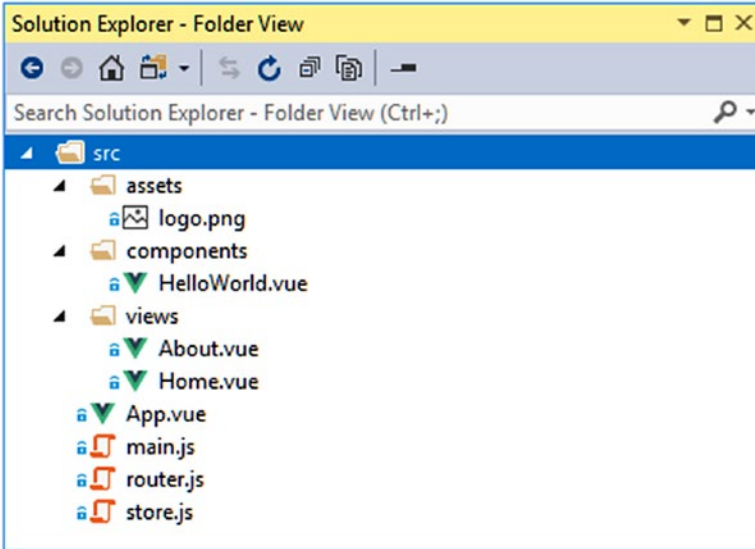 Solution Explorer - Folder View
Search Solution Explorer - Folder View (Ctrl+;)
src
assets
logo.png
components
HelloWorld.vue
views
About.vue
Home.vue
App.vue
main.js
router.js
store.js